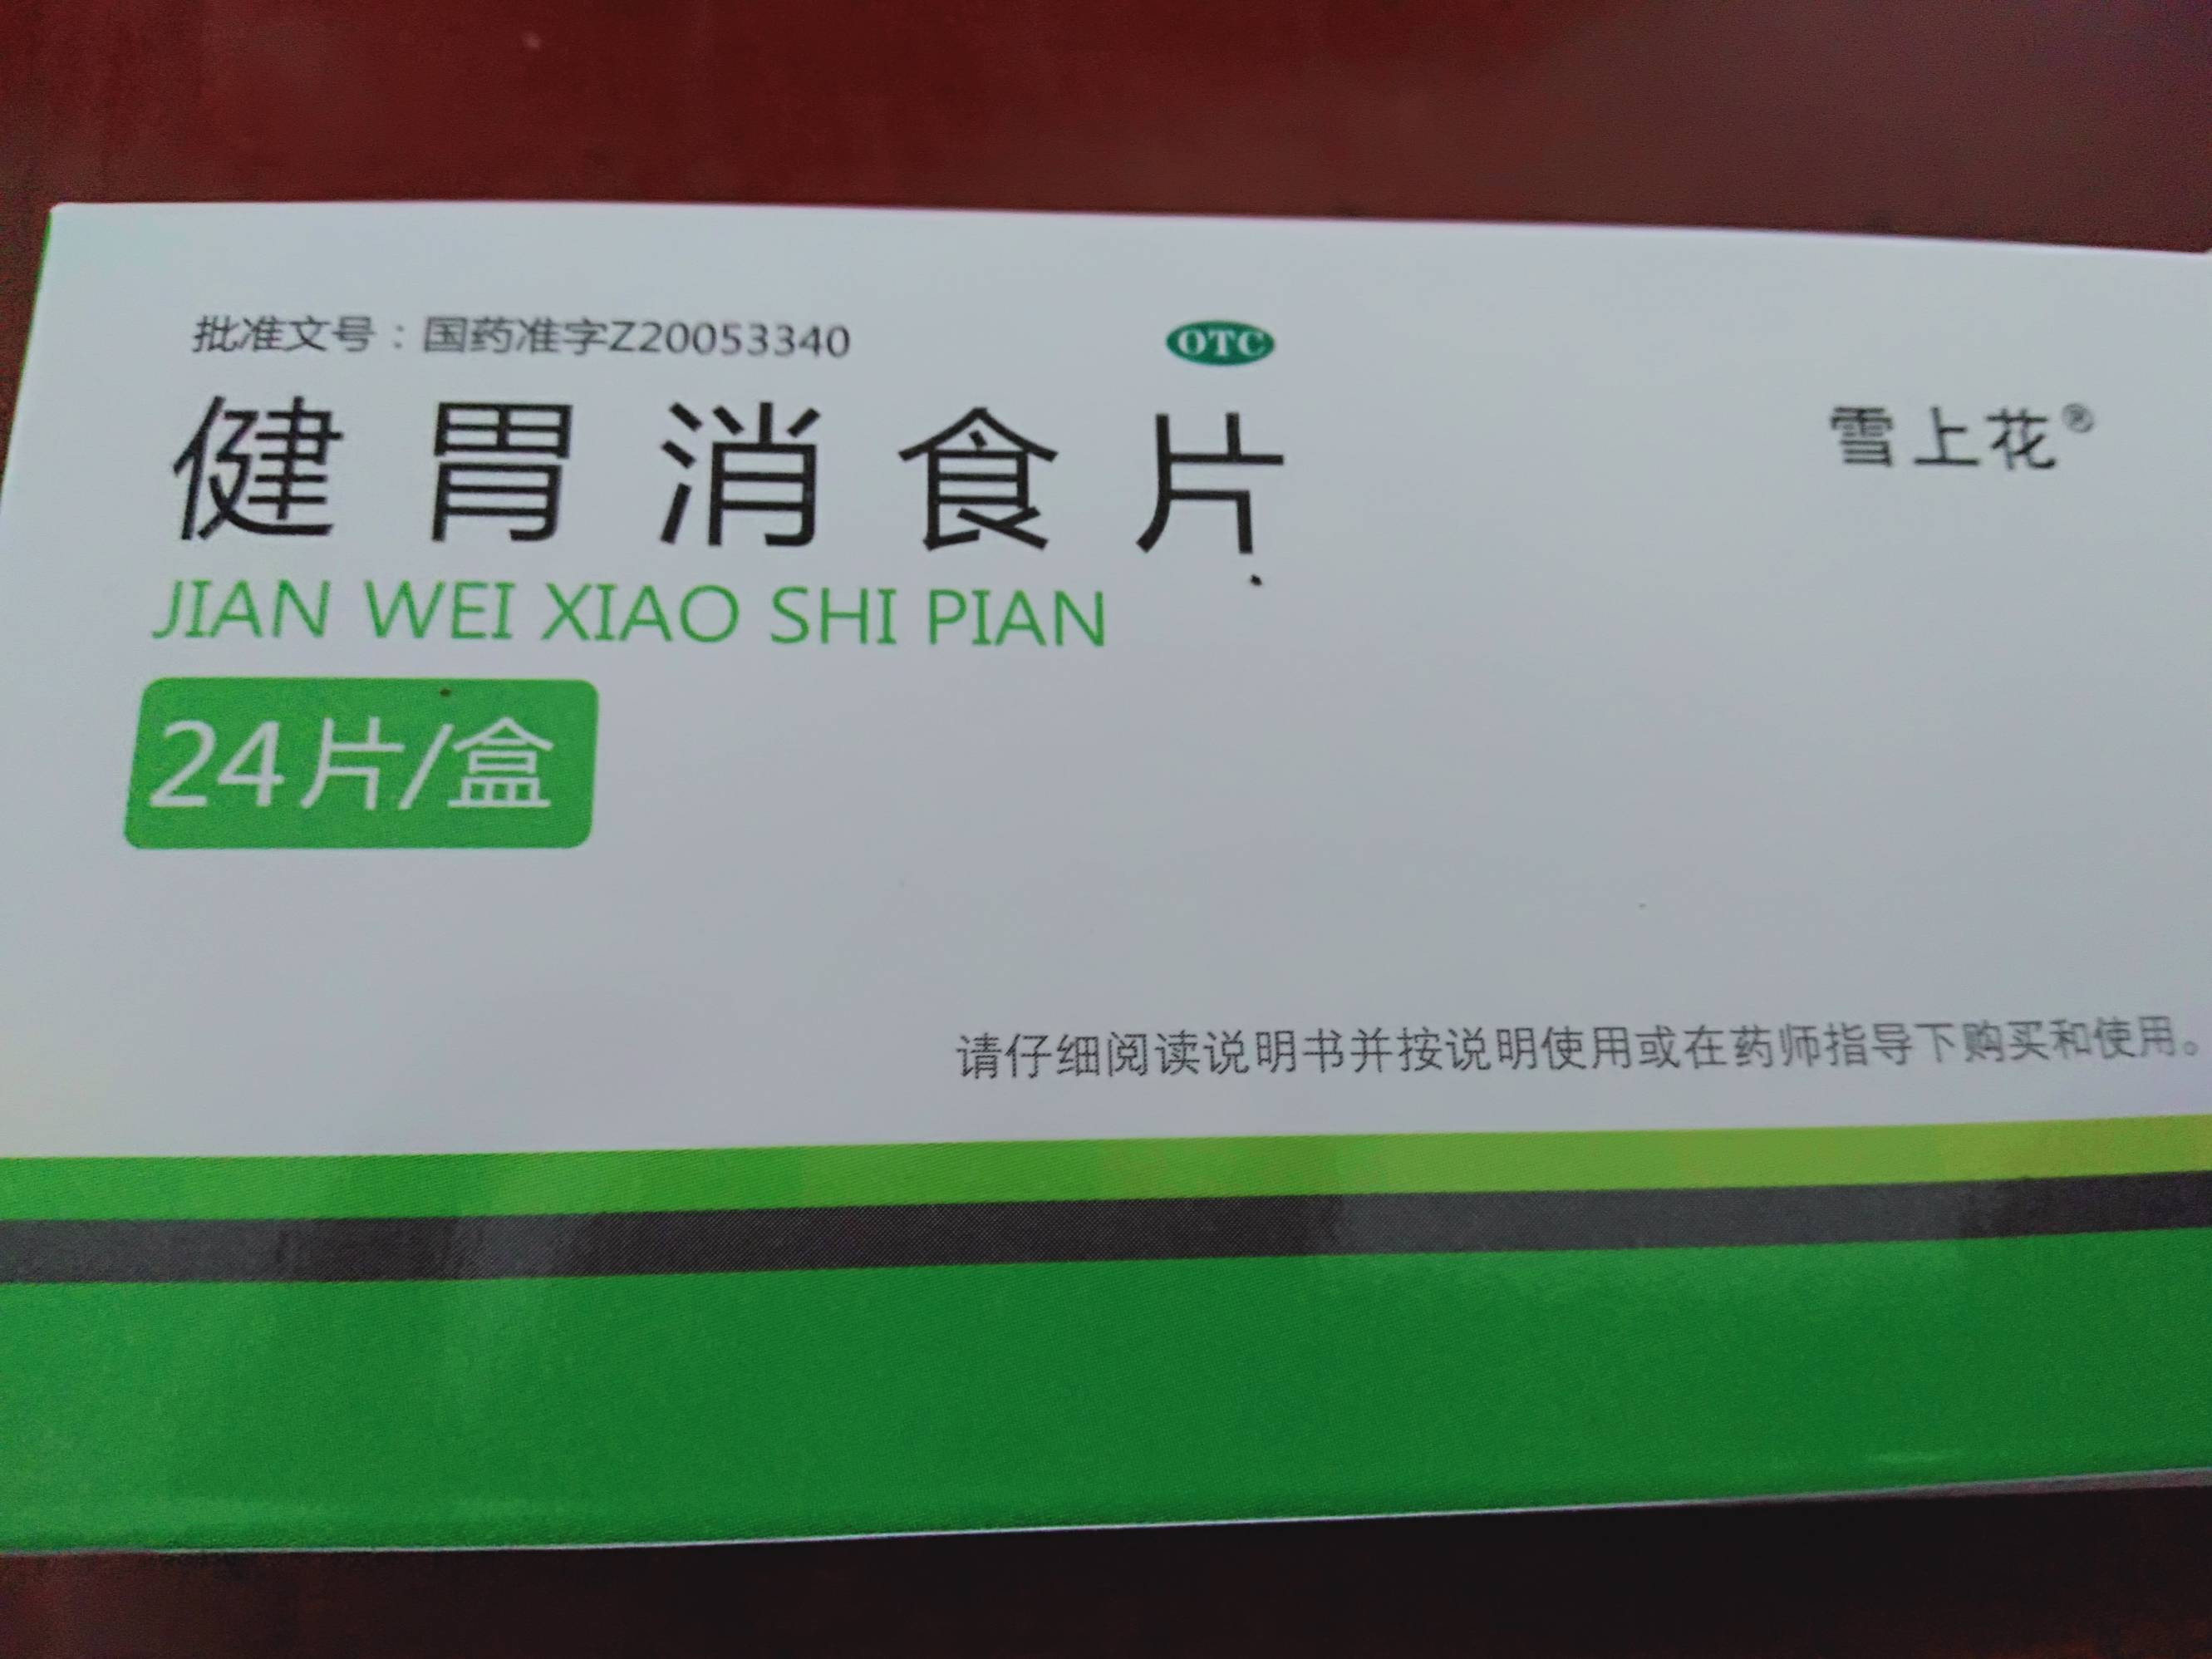 批准文号：国药准字Z20053340
OTC
健胃消食片
雪上花®
JIAN WEI XIAO SHI PIAN
24片/盒
请仔细阅读说明书并按说明使用或在药师指导下购买和使用。